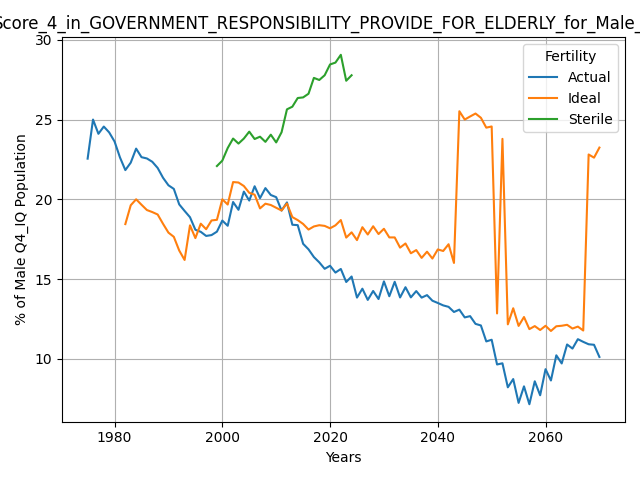 Score_4_in_GOVERNMENT_RESPONSIBILITY_PROVIDE_FOR_ELDERLY_for_Male_
Fertility
Actual
Ideal
Sterile
30
25
20
15
10
% of Male Q4_IQ Population
1980
2000
2020
2040
2060
Years